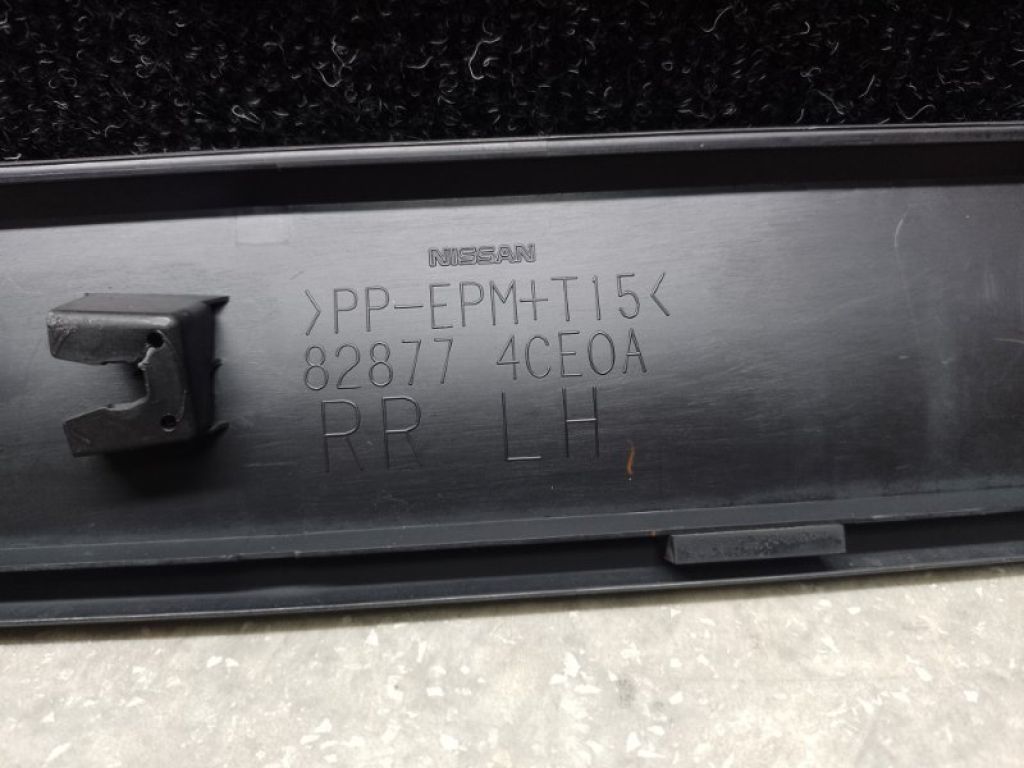 NISSAN
>PP-EPM+T15<
82877 4CE0A
RR LH